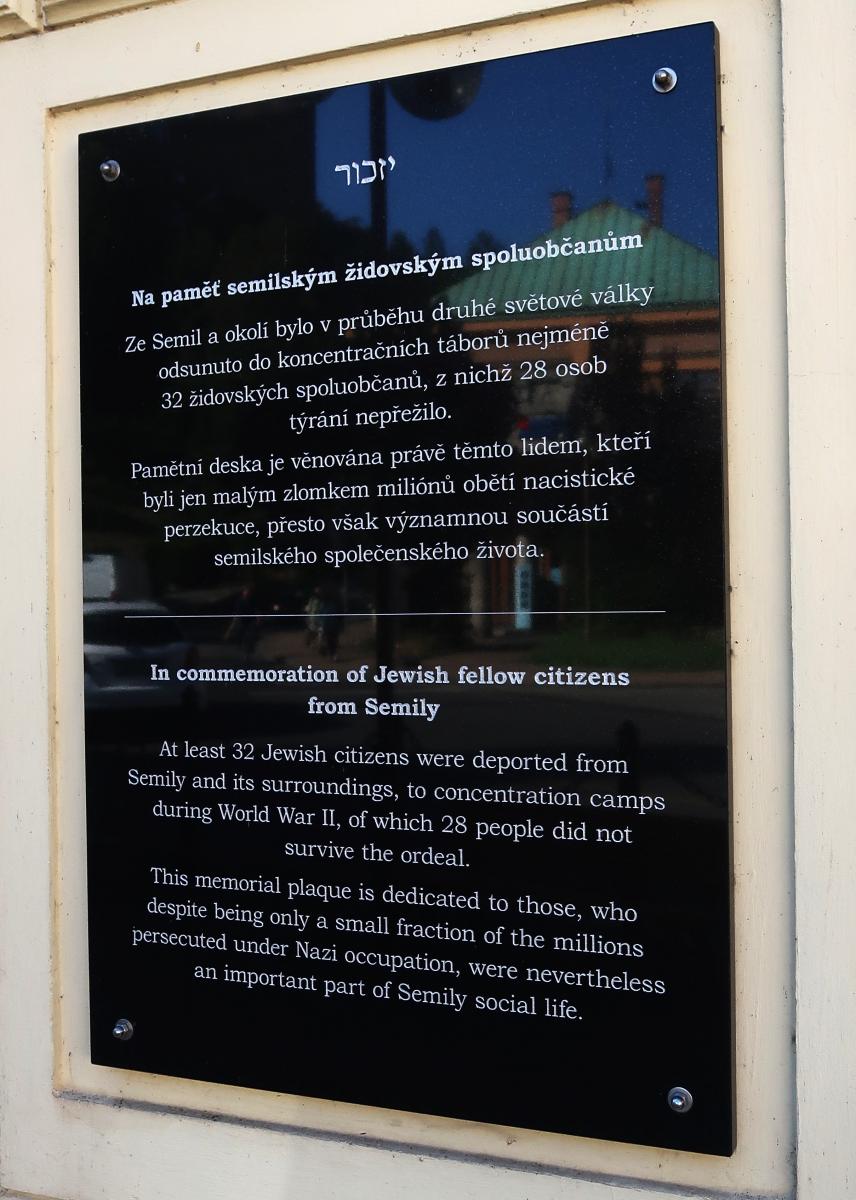 יזכור
Na paměť semilským židovským spoluobčanům
Ze Semil a okolí bylo v průběhu druhé světové války
odsunuto do koncentračních táborů nejméně
32 židovských spoluobčanů, z nichž 28 osob
týrání nepřežilo.
Pamětní deska je věnována právě těmto lidem, kteří
byli jen malým zlomkem miliónů obětí nacistické
perzekuce, přesto však významnou součástí
semilského společenského života.
In commemoration of Jewish fellow citizens
from Semily
At least 32 Jewish citizens were deported from
Semily and its surroundings, to concentration camps
during World War II, of which 28 people did not
survive the ordeal.
This memorial plaque is dedicated to those, who
despite being only a small fraction of the millions
persecuted under Nazi occupation, were nevertheless
an important part of Semily social life.